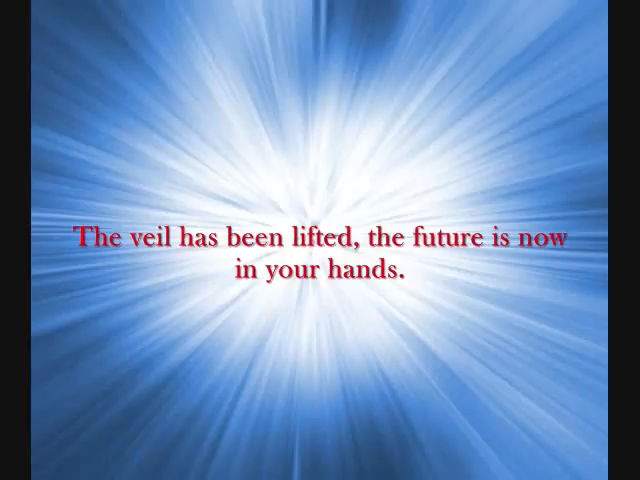 The veil has been lifted, the future is now
in your hands.